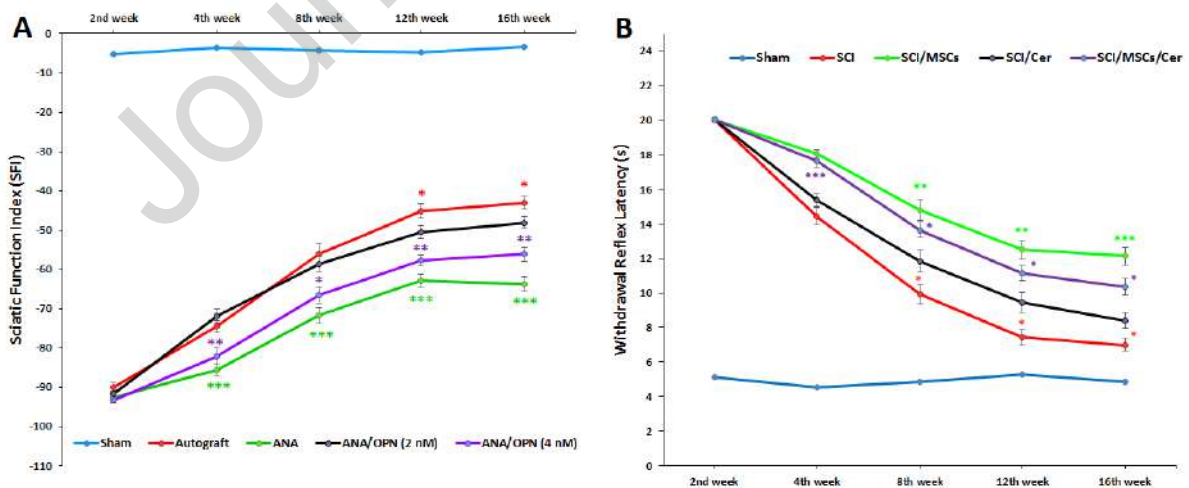 A
2nd week 4th week 8th week 12th week 16th week
0
-10
-20
-30
-40
-50
-60
-70
-80
-90
-100
-110
Sciatic Function Index (SFI)
* *
** **
* *** ***
** ***
***
Sham Autograft ANA ANA/OPN (2 nM) ANA/OPN (4 nM)
Journ
B
Sham SCI SCI/MSCs SCI/Cer SCI/MSCs/Cer
24
22
20
18
16
14
12
10
8
6
4
2
0
Withdrawal Reflex Latency (s)
*** ** ** ***
* * *
* * *
2nd week 4th week 8th week 12th week 16th week